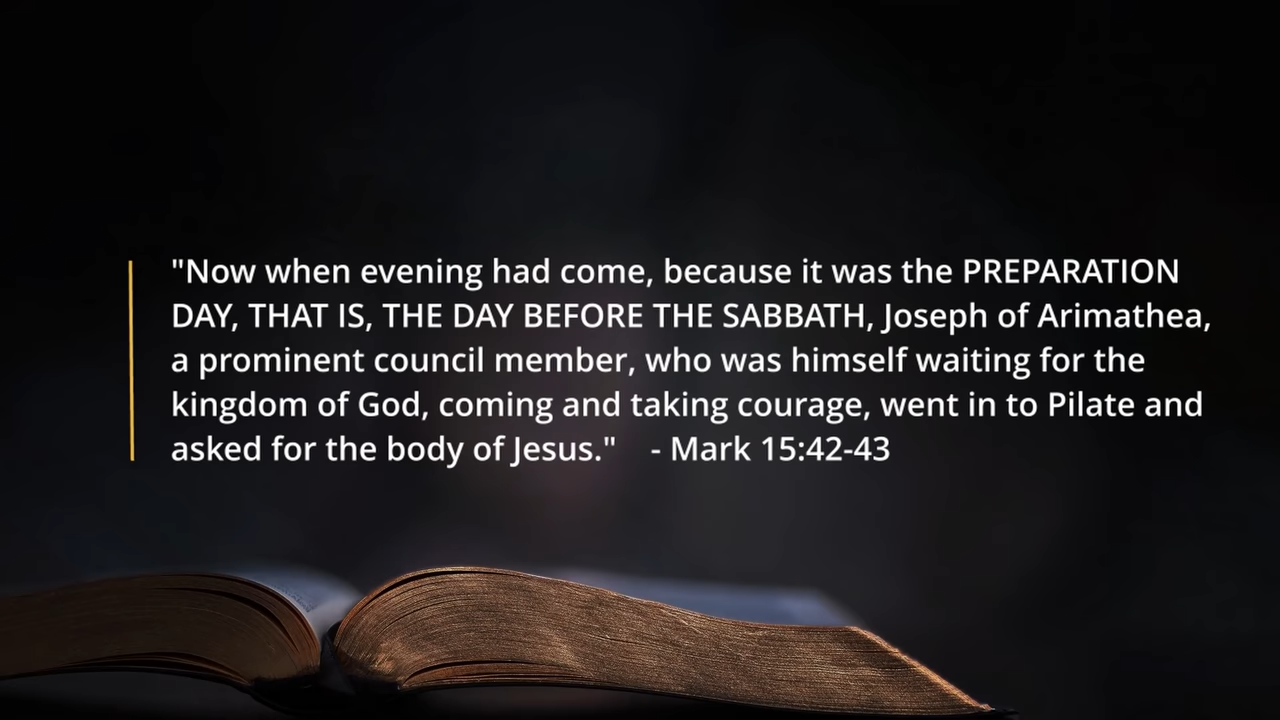 "Now when evening had come, because it was the PREPARATION
DAY, THAT IS, THE DAY BEFORE THE SABBATH, Joseph of Arimathea,
a prominent council member, who was himself waiting for the
kingdom of God, coming and taking courage, went in to Pilate and
asked for the body of Jesus." - Mark 15:42-43